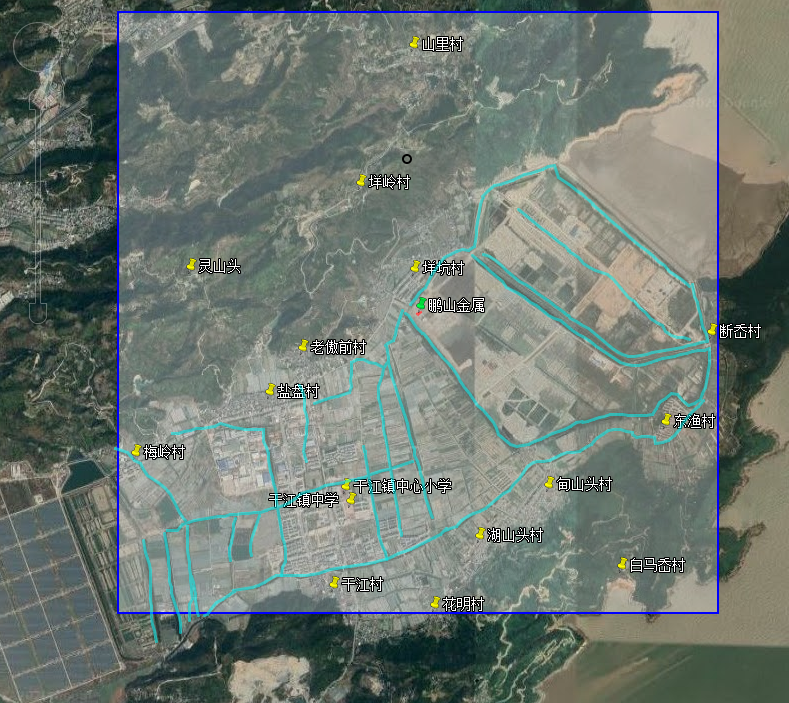 山里村
垟岭村
灵山头
垟坑村
鹏山金属
断岙村
老傲前村
盐盘村
东渔村
梅岭村
干江镇中心小学
甸山头村
干江镇中学
湖山头村
白马岙村
干江村
花明村